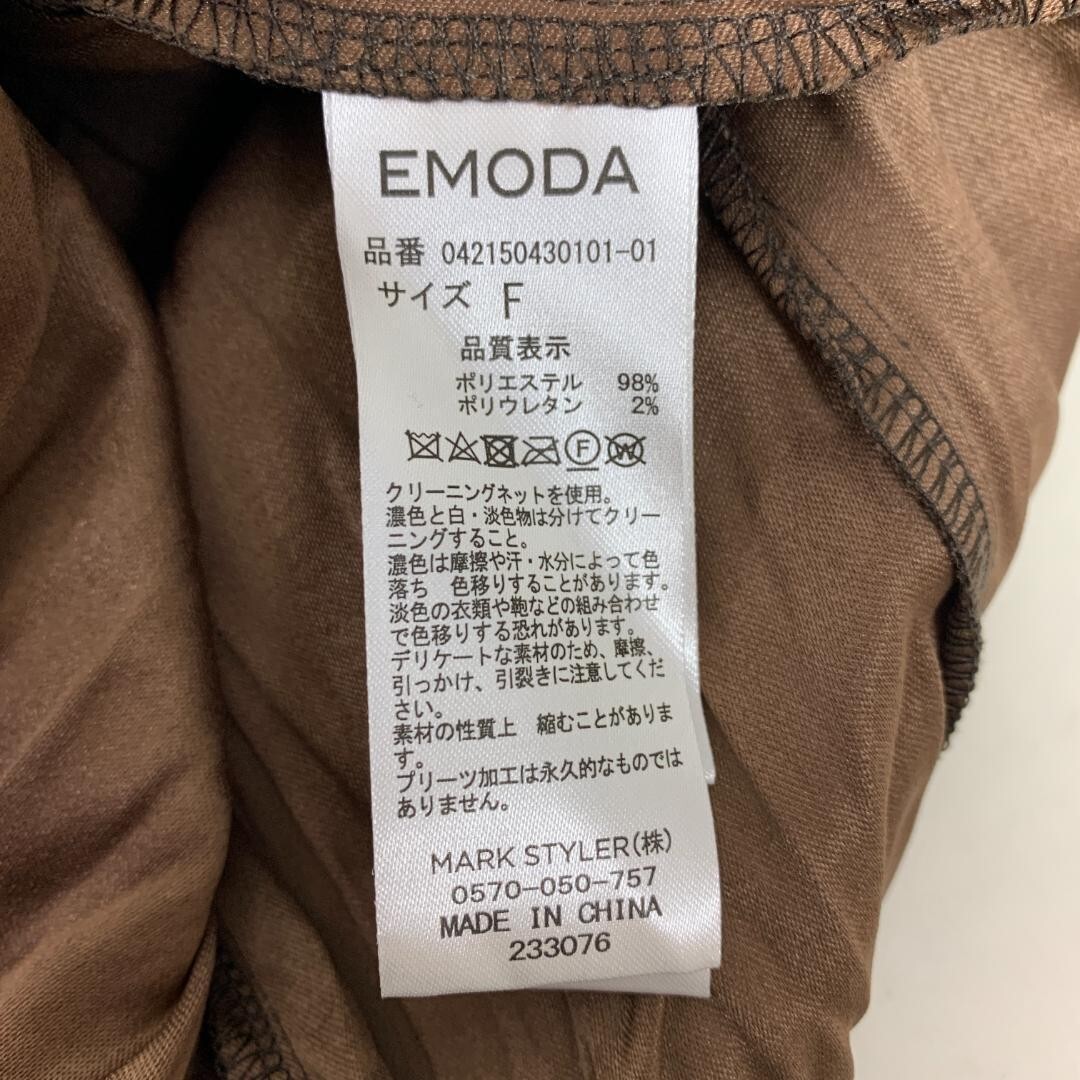 EMODA
品番 042150430101-01
サイズ F
品質表示
ポリエステル 98%
ポリウレタン 2%
F W
クリーニングネットを使用。
濃色と白・淡色物は分けてクリー
ニングすること。
濃色は摩擦や汗・水分によって色
落ち 色移りすることがあります。
淡色の衣類や鞄などの組み合わせ
で色移りする恐れがあります。
デリケートな素材のため、摩擦、
引っかけ、引裂きに注意してくだ
さい。
素材の性質上 縮むことがありま
す。
プリーツ加工は永久的なものでは
ありません。
MARK STYLER(株)
0570-050-757
MADE IN CHINA
233076